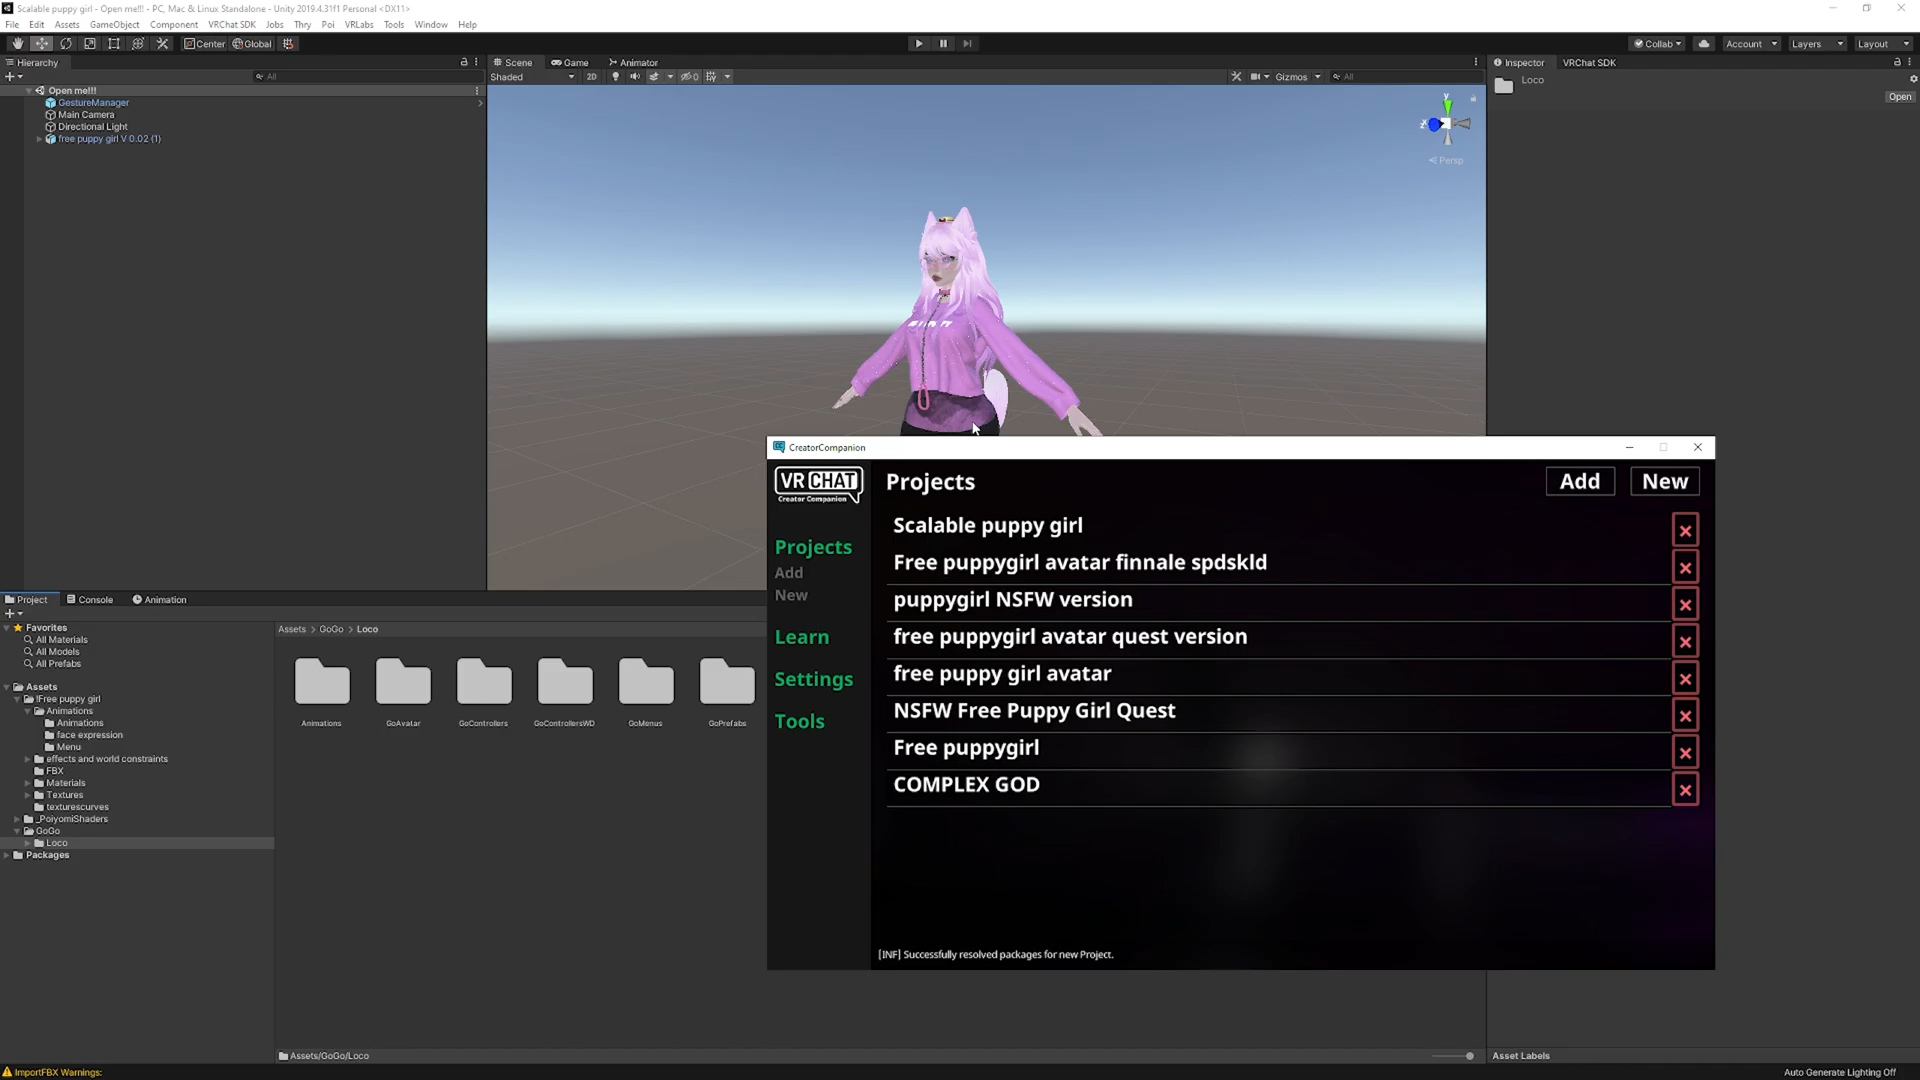 Scalable puppy girl - Open me!!! - PC, Mac & Linux Standalone - Unity 2019.4.31f1 Personal <DX11>
File Edit Assets GameObject Component VRChat SDK Jobs Thry Poi VRLabs Tools Window Help
Center Global
Collab Account Layers Layout
Hierarchy
All
Open me!!!
GestureManager
Main Camera
Directional Light
free puppy girl V 0.02 (1)
Scene Game Animator
Shaded 2D 0 Gizmos All
y
z
Persp
Inspector VRChat SDK
Loco
Open
CreatorCompanion
VRCHAT
Creator Companion
Projects
Add
New
Learn
Settings
Tools
Projects
Add New
Scalable puppy girl
Free puppygirl avatar finnale spdskld
puppygirl NSFW version
free puppygirl avatar quest version
free puppy girl avatar
NSFW Free Puppy Girl Quest
Free puppygirl
COMPLEX GOD
[INF] Successfully resolved packages for new Project.
Project Console Animation
Favorites
All Materials
All Models
All Prefabs
Assets
!Free puppy girl
Animations
Animations
face expression
Menu
effects and world constraints
FBX
Materials
Textures
texturescurves
_PoiyomiShaders
GoGo
Loco
Packages
Assets > GoGo > Loco
Animations GoAvatar GoControllers GoControllersWD GoMenus GoPrefabs
Assets/GoGo/Loco
Asset Labels
ImportFBX Warnings:
Auto Generate Lighting Off